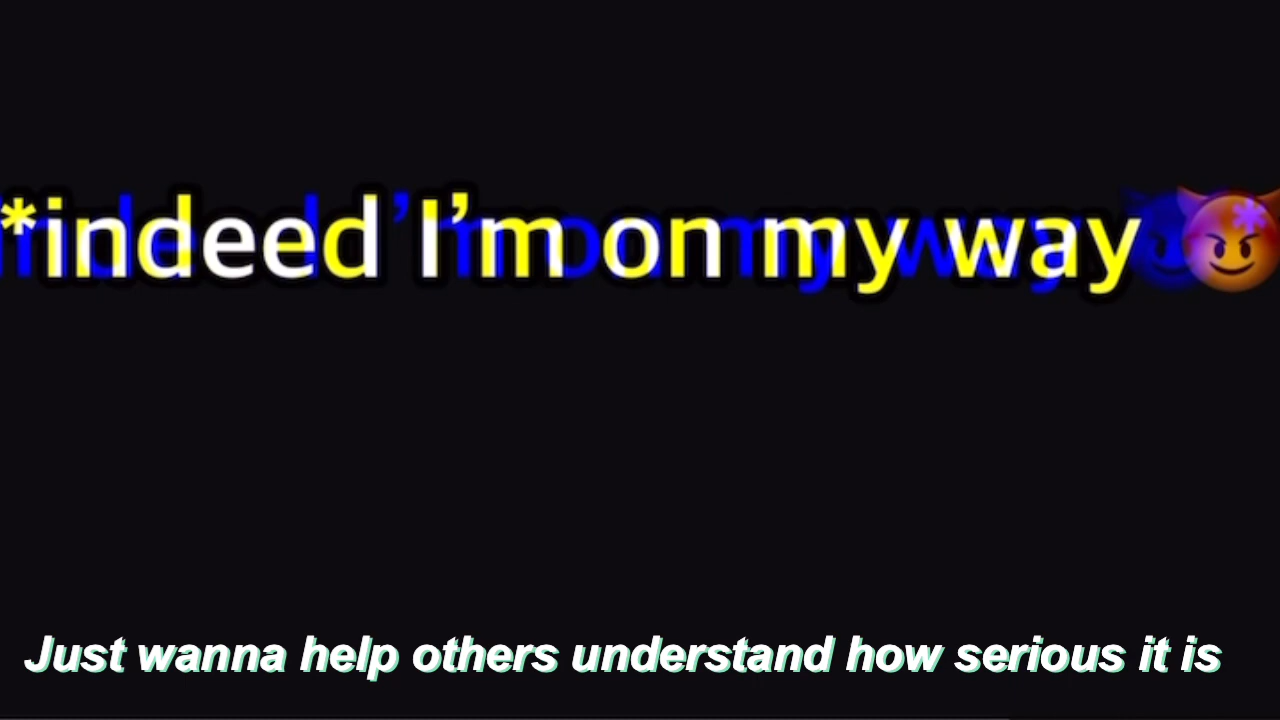 *indeed I’m on my way😈*
Just wanna help others understand how serious it is